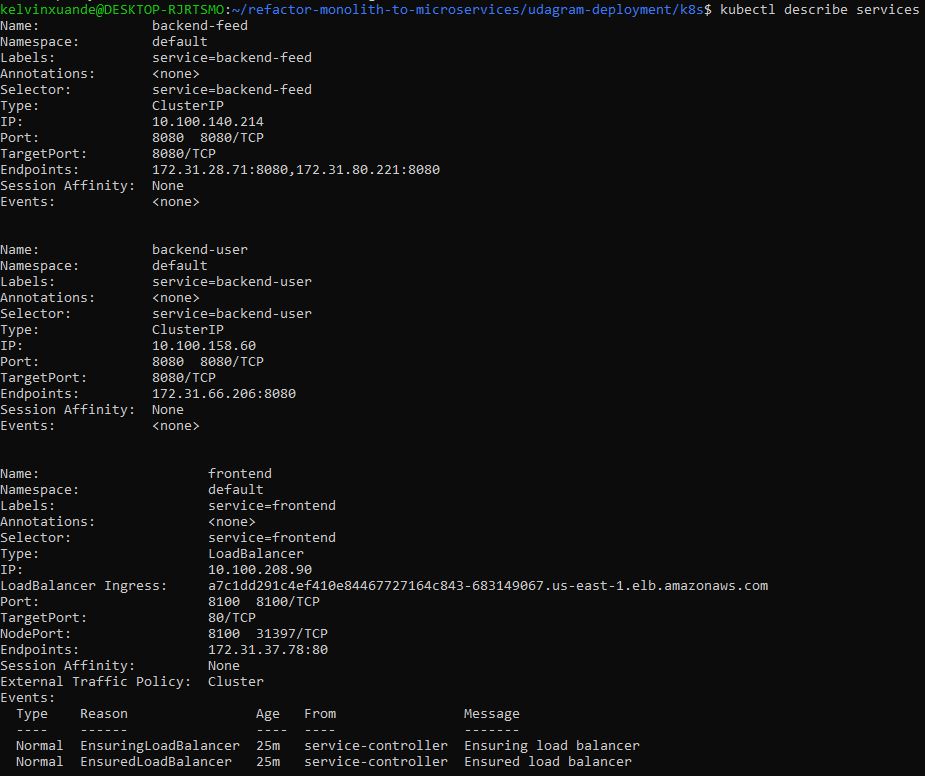 kelvinxuande@DESKTOP-RJRTSMO:~/refactor-monolith-to-microservices/udagram-deployment/k8s$ kubectl describe services
Name:              backend-feed
Namespace:         default
Labels:            service=backend-feed
Annotations:       <none>
Selector:          service=backend-feed
Type:              ClusterIP
IP:                10.100.140.214
Port:              8080  8080/TCP
TargetPort:        8080/TCP
Endpoints:         172.31.28.71:8080,172.31.80.221:8080
Session Affinity:  None
Events:            <none>

Name:              backend-user
Namespace:         default
Labels:            service=backend-user
Annotations:       <none>
Selector:          service=backend-user
Type:              ClusterIP
IP:                10.100.158.60
Port:              8080  8080/TCP
TargetPort:        8080/TCP
Endpoints:         172.31.66.206:8080
Session Affinity:  None
Events:            <none>

Name:                     frontend
Namespace:                default
Labels:                   service=frontend
Annotations:              <none>
Selector:                 service=frontend
Type:                     LoadBalancer
IP:                       10.100.208.90
LoadBalancer Ingress:     a7c1dd291c4ef410e84467727164c843-683149067.us-east-1.elb.amazonaws.com
Port:                     8100  8100/TCP
TargetPort:               80/TCP
NodePort:                 8100  31397/TCP
Endpoints:                172.31.37.78:80
Session Affinity:         None
External Traffic Policy:  Cluster
Events:
  Type    Reason                Age   From                Message
  ----    ------                ----  ----                -------
  Normal  EnsuringLoadBalancer  25m   service-controller  Ensuring load balancer
  Normal  EnsuredLoadBalancer   25m   service-controller  Ensured load balancer